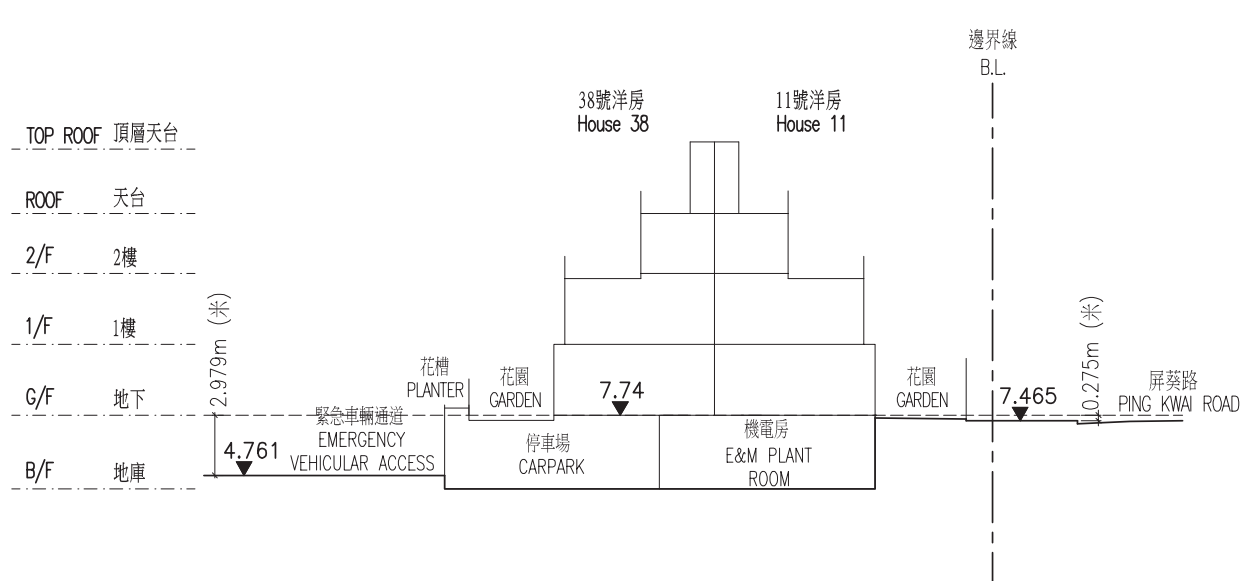 邊界線
B.L.
38號洋房
House 38
11號洋房
House 11
TOP ROOF 頂層天台
ROOF 天台
2/F 2樓
1/F 1樓
G/F 地下
B/F 地庫
2.979m (米)
4.761
緊急車輛通道
EMERGENCY
VEHICULAR ACCESS
花槽
PLANTER
花園
GARDEN
7.74
停車場
CARPARK
機電房
E&M PLANT
ROOM
花園
GARDEN
7.465
0.275m (米)
屏葵路
PING KWAI ROAD